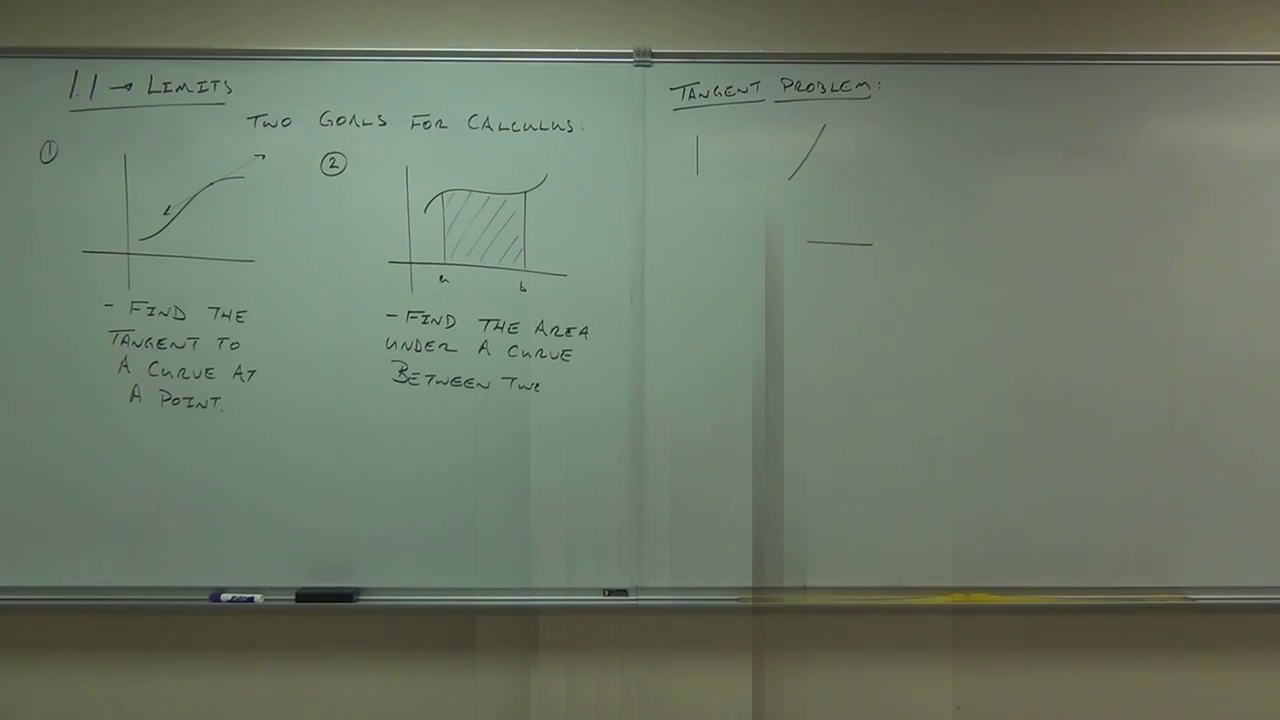 1.1 → LIMITS
TWO GOALS FOR CALCULUS:
①
②
a
b
- FIND THE
TANGENT TO
A CURVE AT
A POINT.
- FIND THE AREA
UNDER A CURVE
BETWEEN TWO
TANGENT PROBLEM: